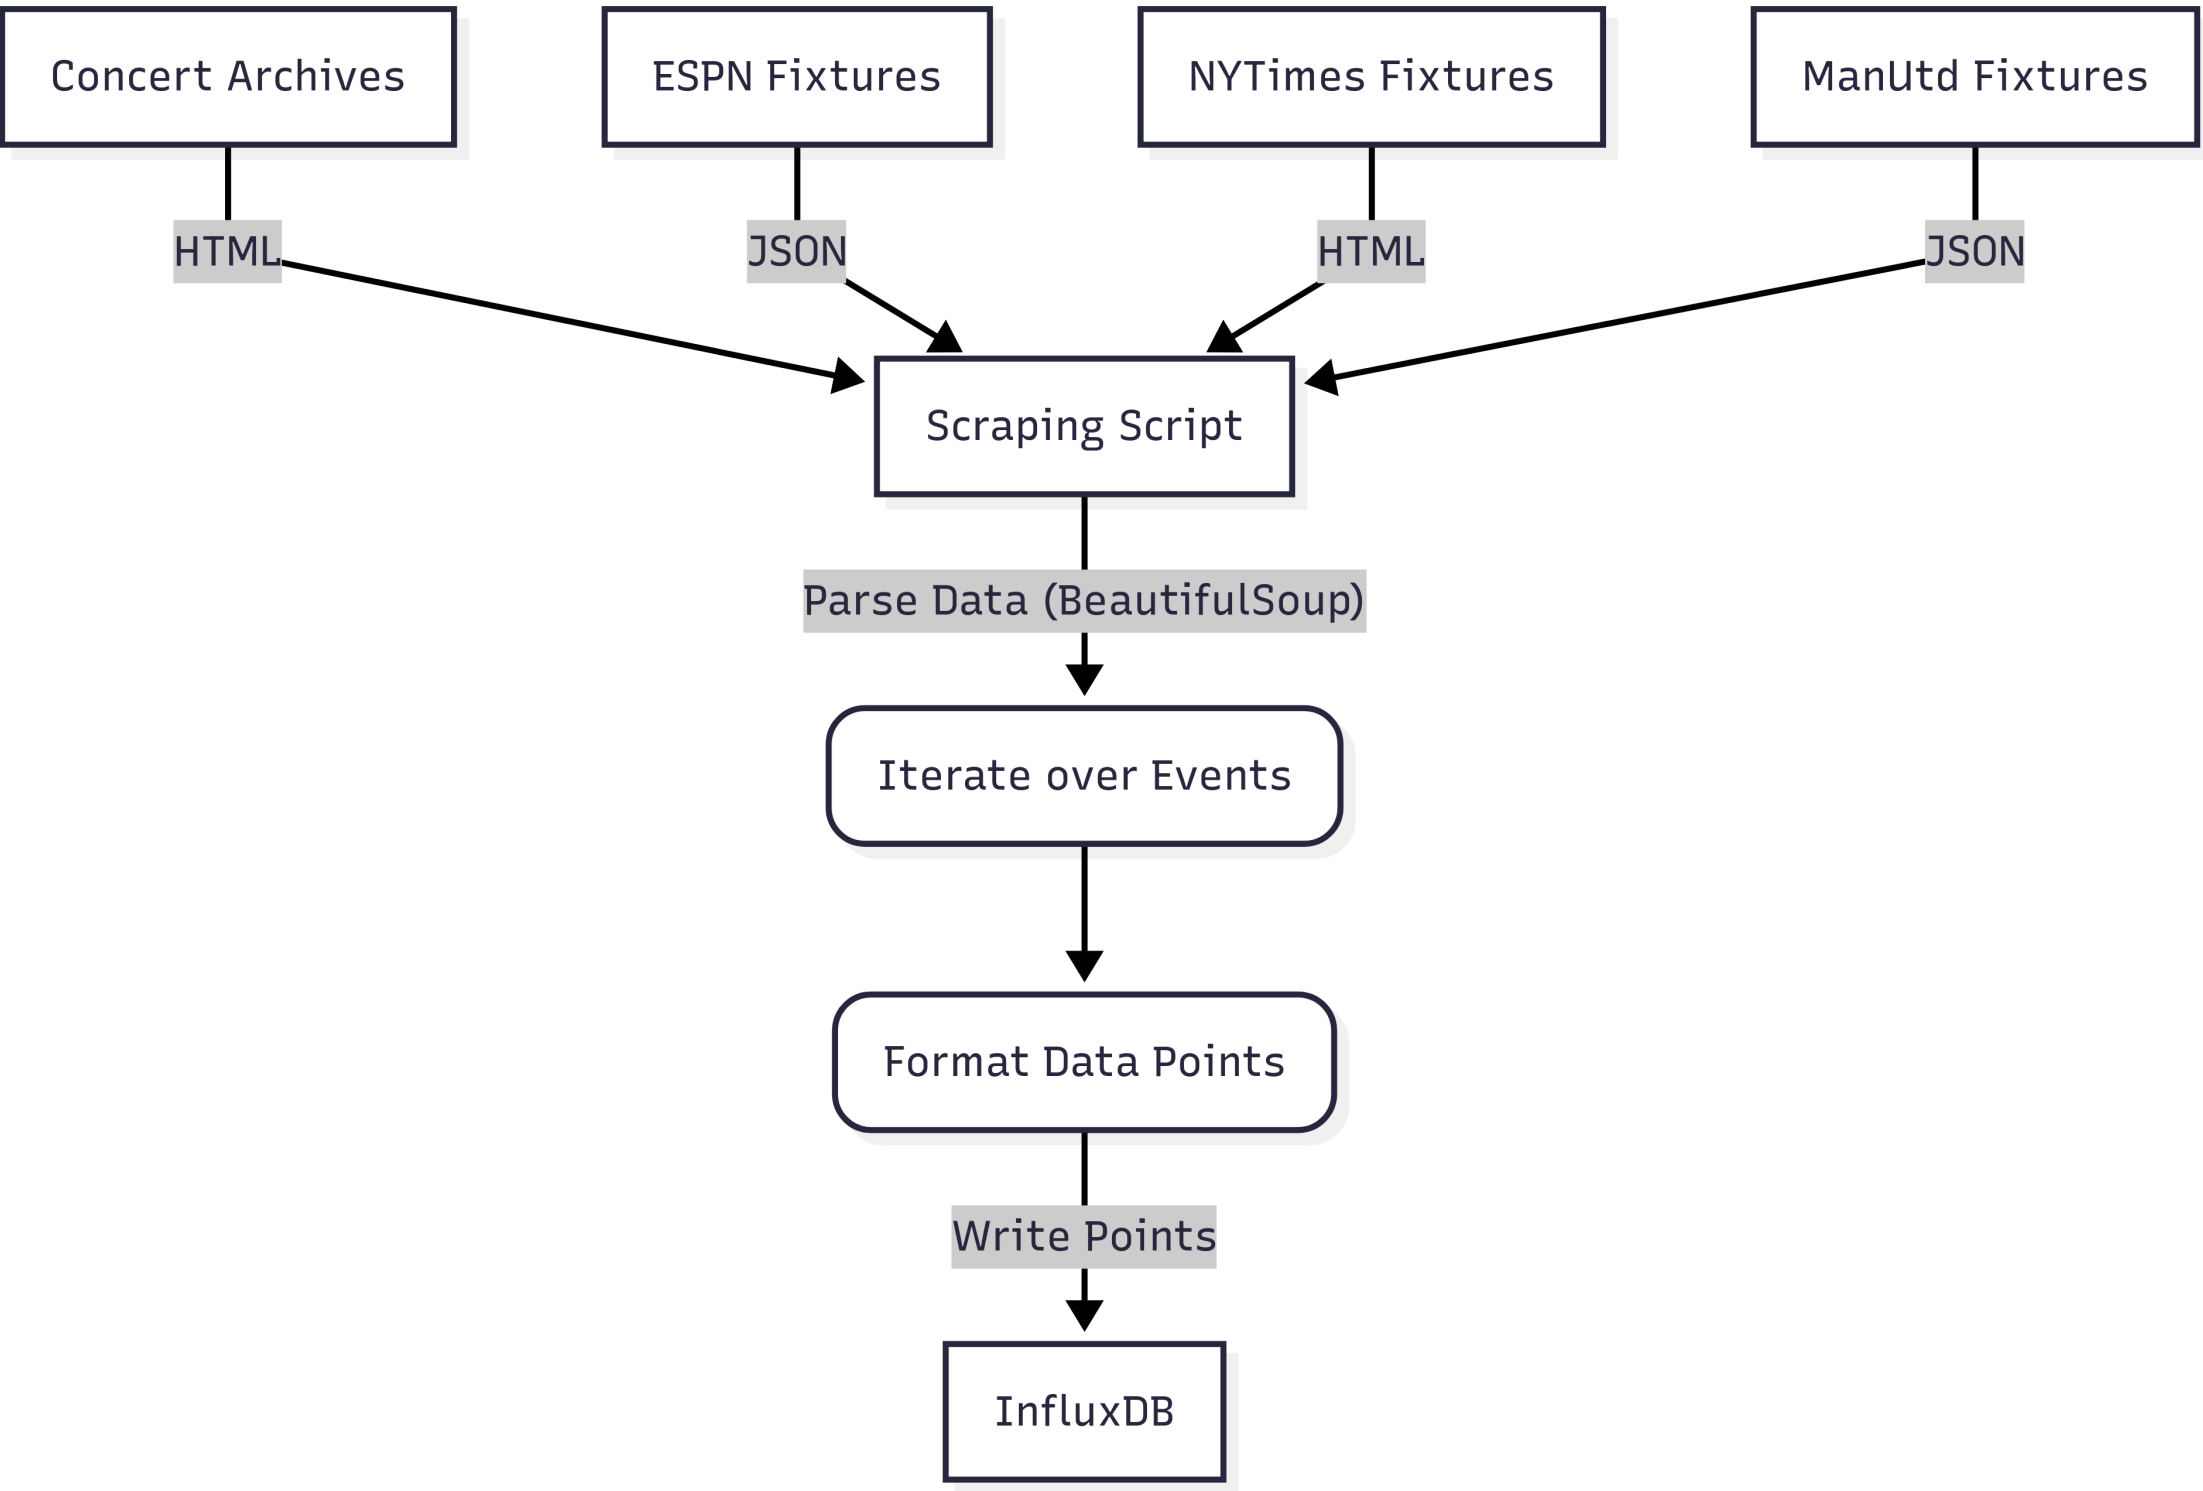 Concert Archives
ESPN Fixtures
NYTimes Fixtures
ManUtd Fixtures
HTML
JSON
HTML
JSON
Scraping Script
Parse Data (BeautifulSoup)
Iterate over Events
Format Data Points
Write Points
InfluxDB